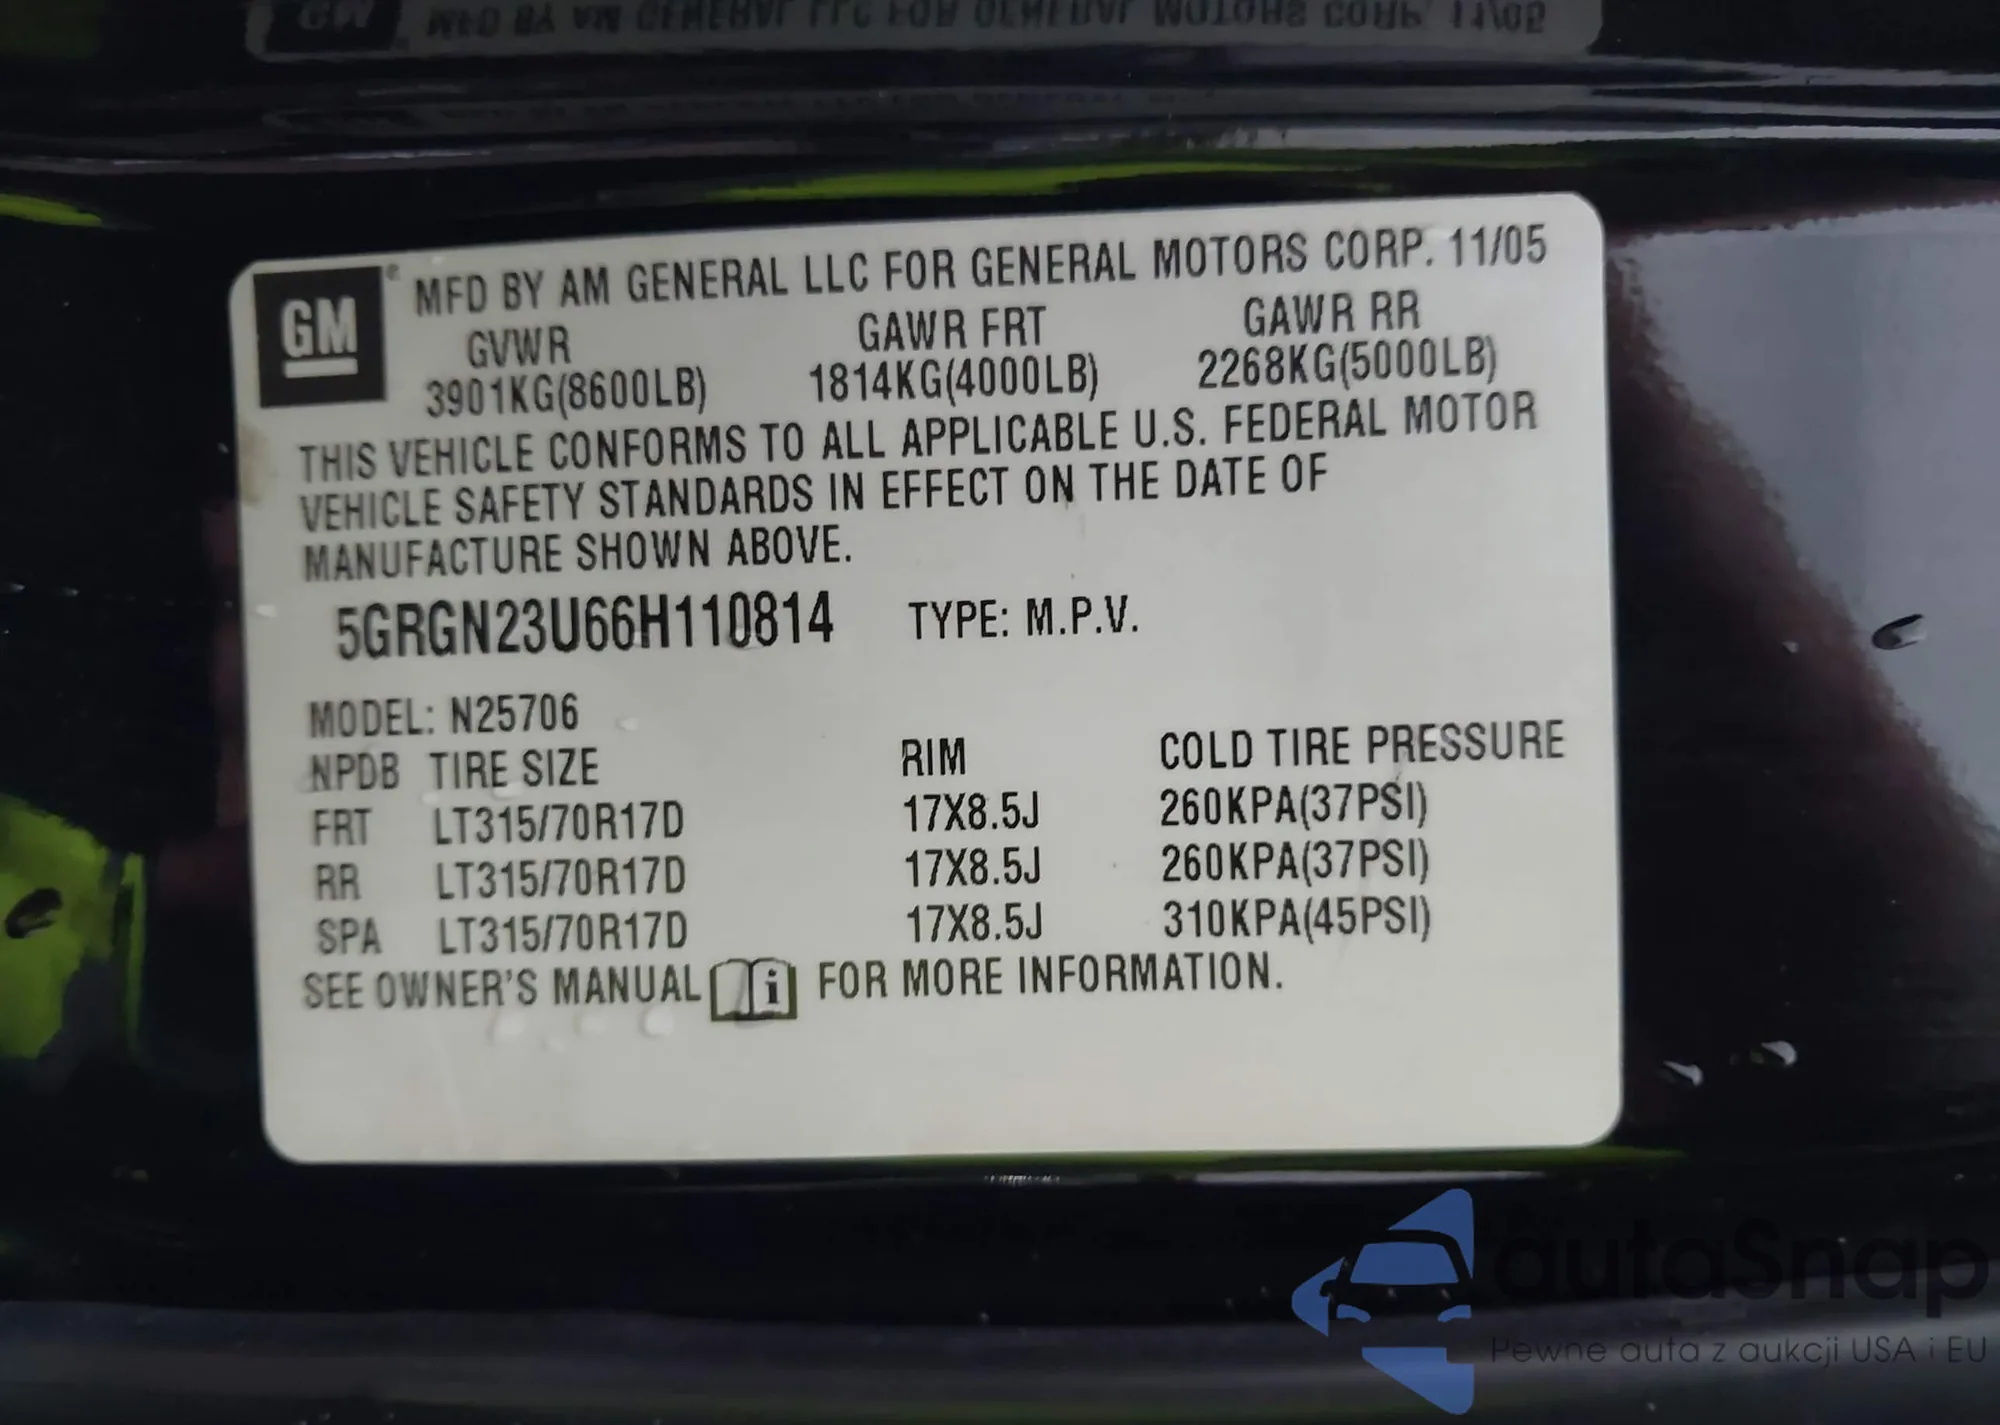 GM ® MFD BY AM GENERAL LLC FOR GENERAL MOTORS CORP. 11/05
GVWR GAWR FRT GAWR RR
3901KG(8600LB) 1814KG(4000LB) 2268KG(5000LB)
THIS VEHICLE CONFORMS TO ALL APPLICABLE U.S. FEDERAL MOTOR
VEHICLE SAFETY STANDARDS IN EFFECT ON THE DATE OF
MANUFACTURE SHOWN ABOVE.
5GRGN23U66H110814 TYPE: M.P.V.
MODEL: N25706
NPDB TIRE SIZE RIM COLD TIRE PRESSURE
FRT LT315/70R17D 17X8.5J 260KPA(37PSI)
RR LT315/70R17D 17X8.5J 260KPA(37PSI)
SPA LT315/70R17D 17X8.5J 310KPA(45PSI)
SEE OWNER'S MANUAL i FOR MORE INFORMATION.
autaSnap
Pewne auta z aukcji USA i EU